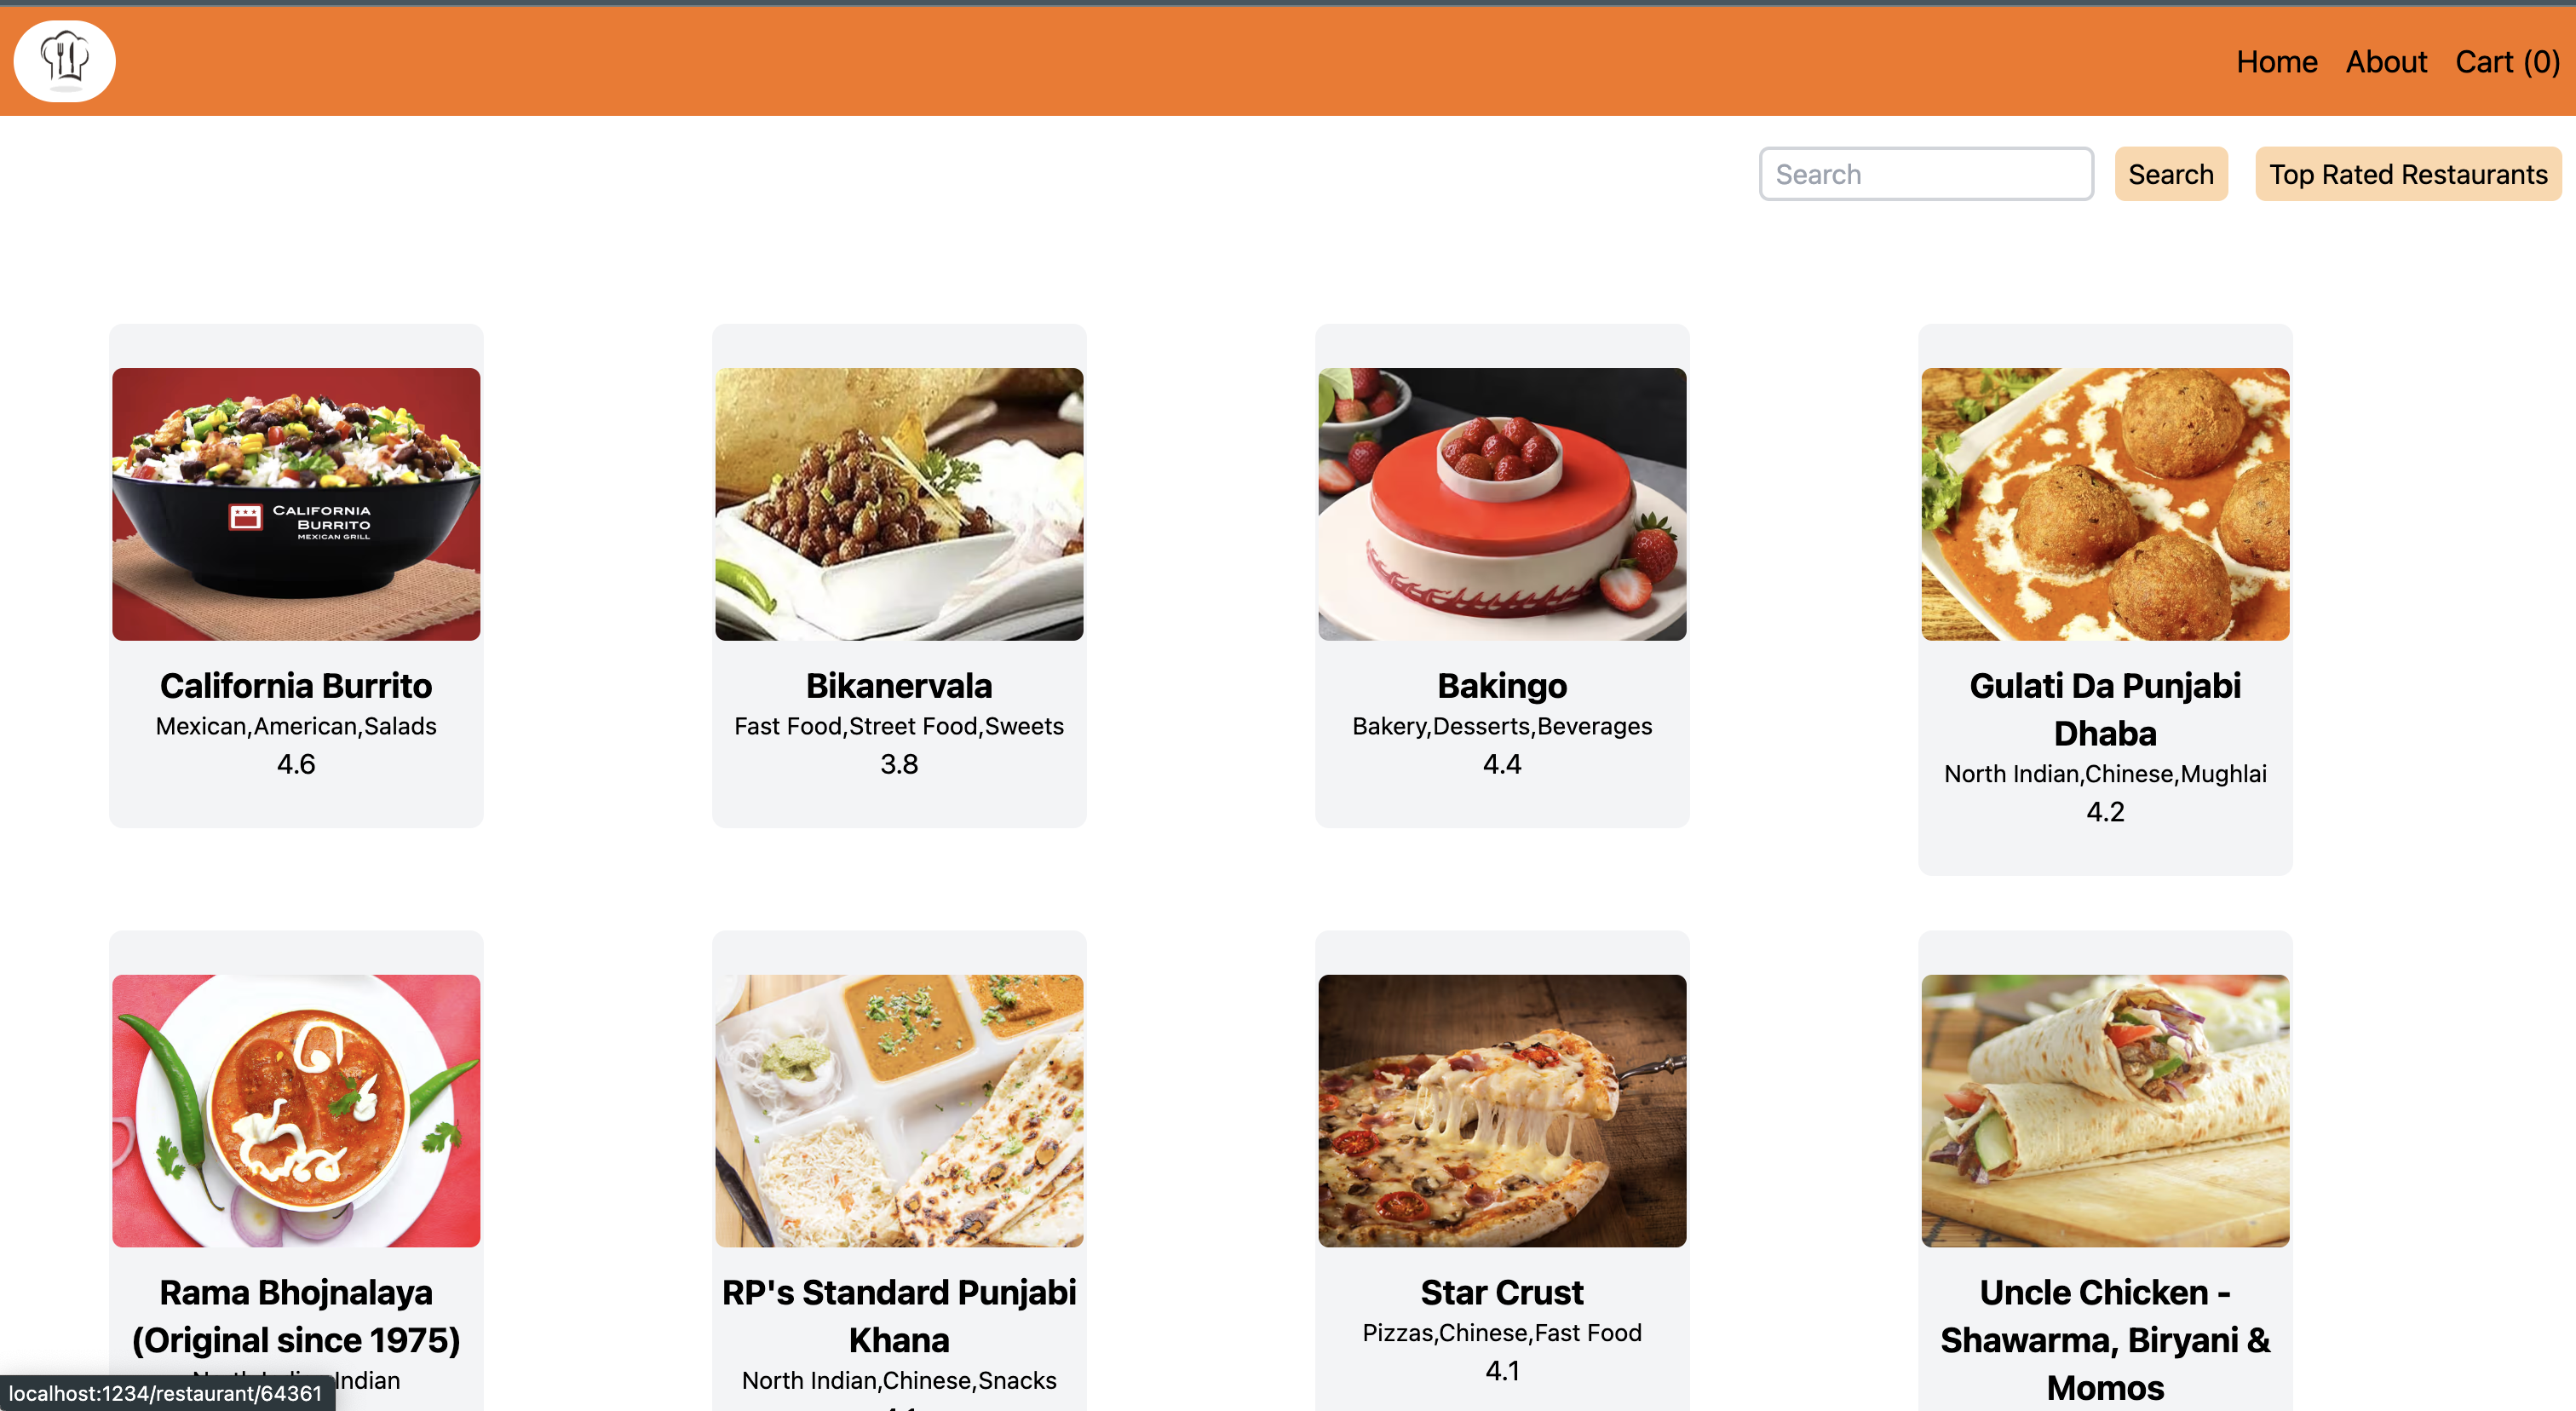 Home About Cart (0)
Search Search Top Rated Restaurants
CALIFORNIA
BURRITO
MEXICAN GRILL
California Burrito
Mexican,American,Salads
4.6
Bikanervala
Fast Food,Street Food,Sweets
3.8
Bakingo
Bakery,Desserts,Beverages
4.4
Gulati Da Punjabi
Dhaba
North Indian,Chinese,Mughlai
4.2
Rama Bhojnalaya
(Original since 1975)
Indian
RP's Standard Punjabi
Khana
North Indian,Chinese,Snacks
Star Crust
Pizzas,Chinese,Fast Food
4.1
Uncle Chicken -
Shawarma, Biryani &
Momos
localhost:1234/restaurant/64361